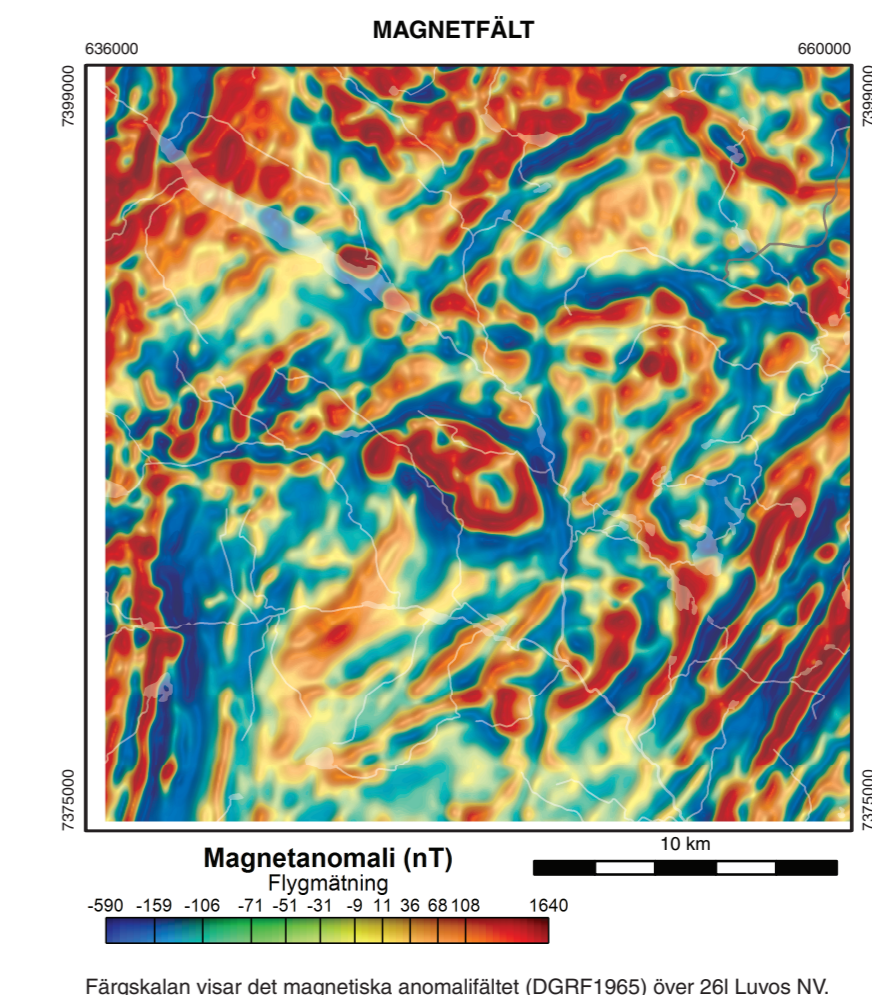 MAGNETFÄLT
636000 660000
7399000 7399000
7375000 7375000
10 km
Magnetanomali (nT)
Flygmätning
-590 -159 -106 -71 -51 -31 -9 11 36 68 108 1640
Färgskalan visar det magnetiska anomalifältet (DGRF1965) över 26I Luvos NV.